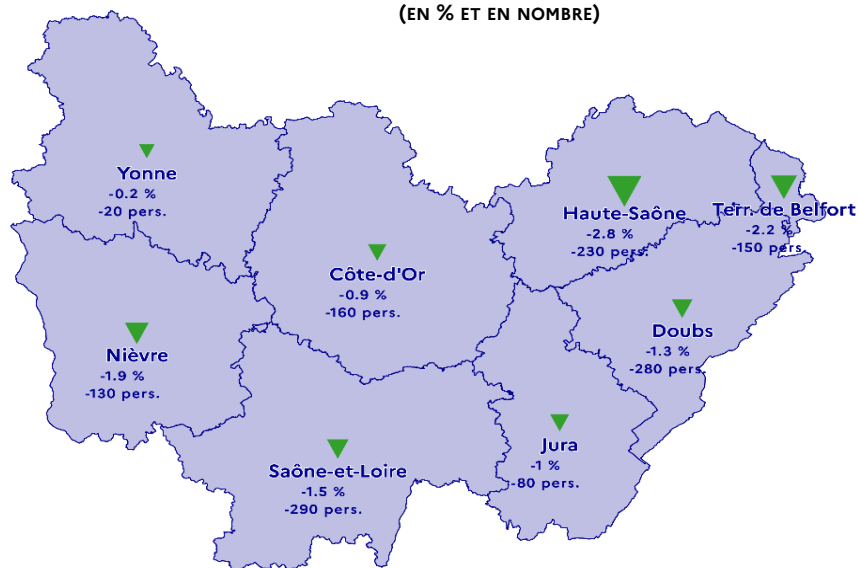 (EN % ET EN NOMBRE)
Yonne
-0.2 %
-20 pers.
Haute-Saône
-2.8 %
-230 pers.
Terr. de Belfort
-2.2 %
-150 pers.
Côte-d'Or
-0.9 %
-160 pers.
Doubs
-1.3 %
-280 pers.
Nièvre
-1.9 %
-130 pers.
Jura
-1 %
-80 pers.
Saône-et-Loire
-1.5 %
-290 pers.